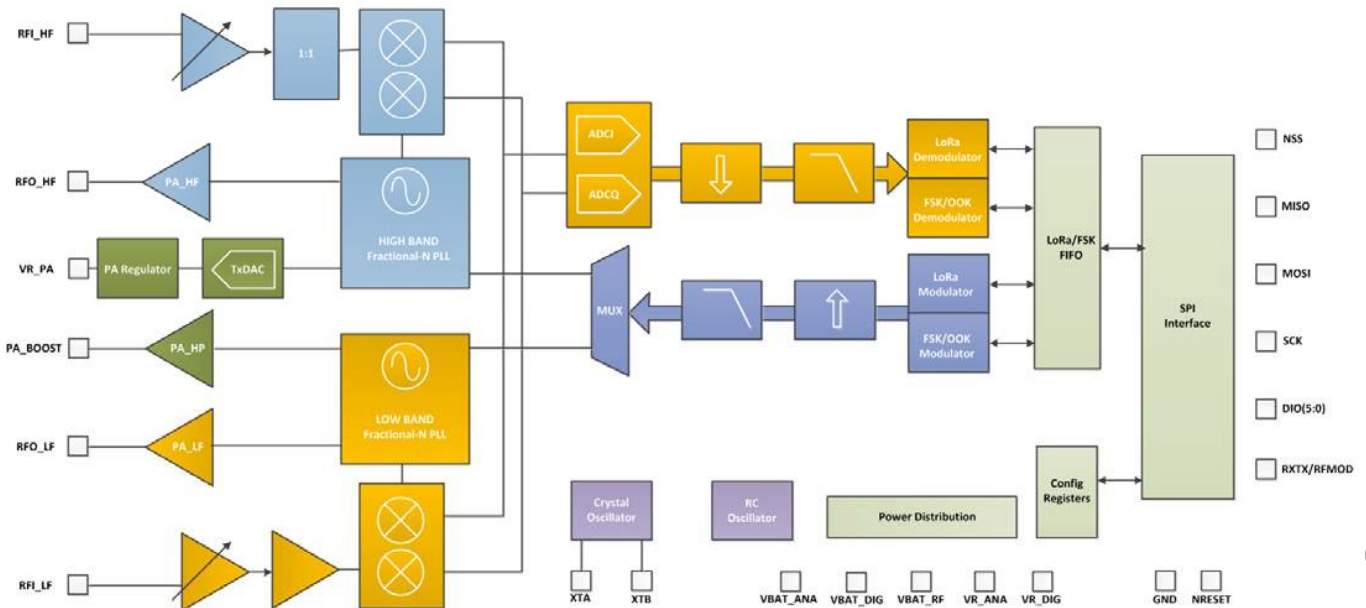 RFI_HF
1:1
ADCI
ADCQ
LoRa
Demodulator
FSK/OOK
Demodulator
NSS
RFO_HF
PA_HF
HIGH BAND
Fractional-N PLL
LoRa/FSK
FIFO
MISO
VR_PA
PA Regulator
TxDAC
MUX
LoRa
Modulator
FSK/OOK
Modulator
SPI
Interface
MOSI
PA_BOOST
PA_HP
SCK
RFO_LF
PA_LF
LOW BAND
Fractional-N PLL
DIO(5:0)
RXTX/RFMOD
Crystal
Oscillator
RC
Oscillator
Power Distribution
Config
Registers
RFI_LF
XTA
XTB
VBAT_ANA
VBAT_DIG
VBAT_RF
VR_ANA
VR_DIG
GND
NRESET